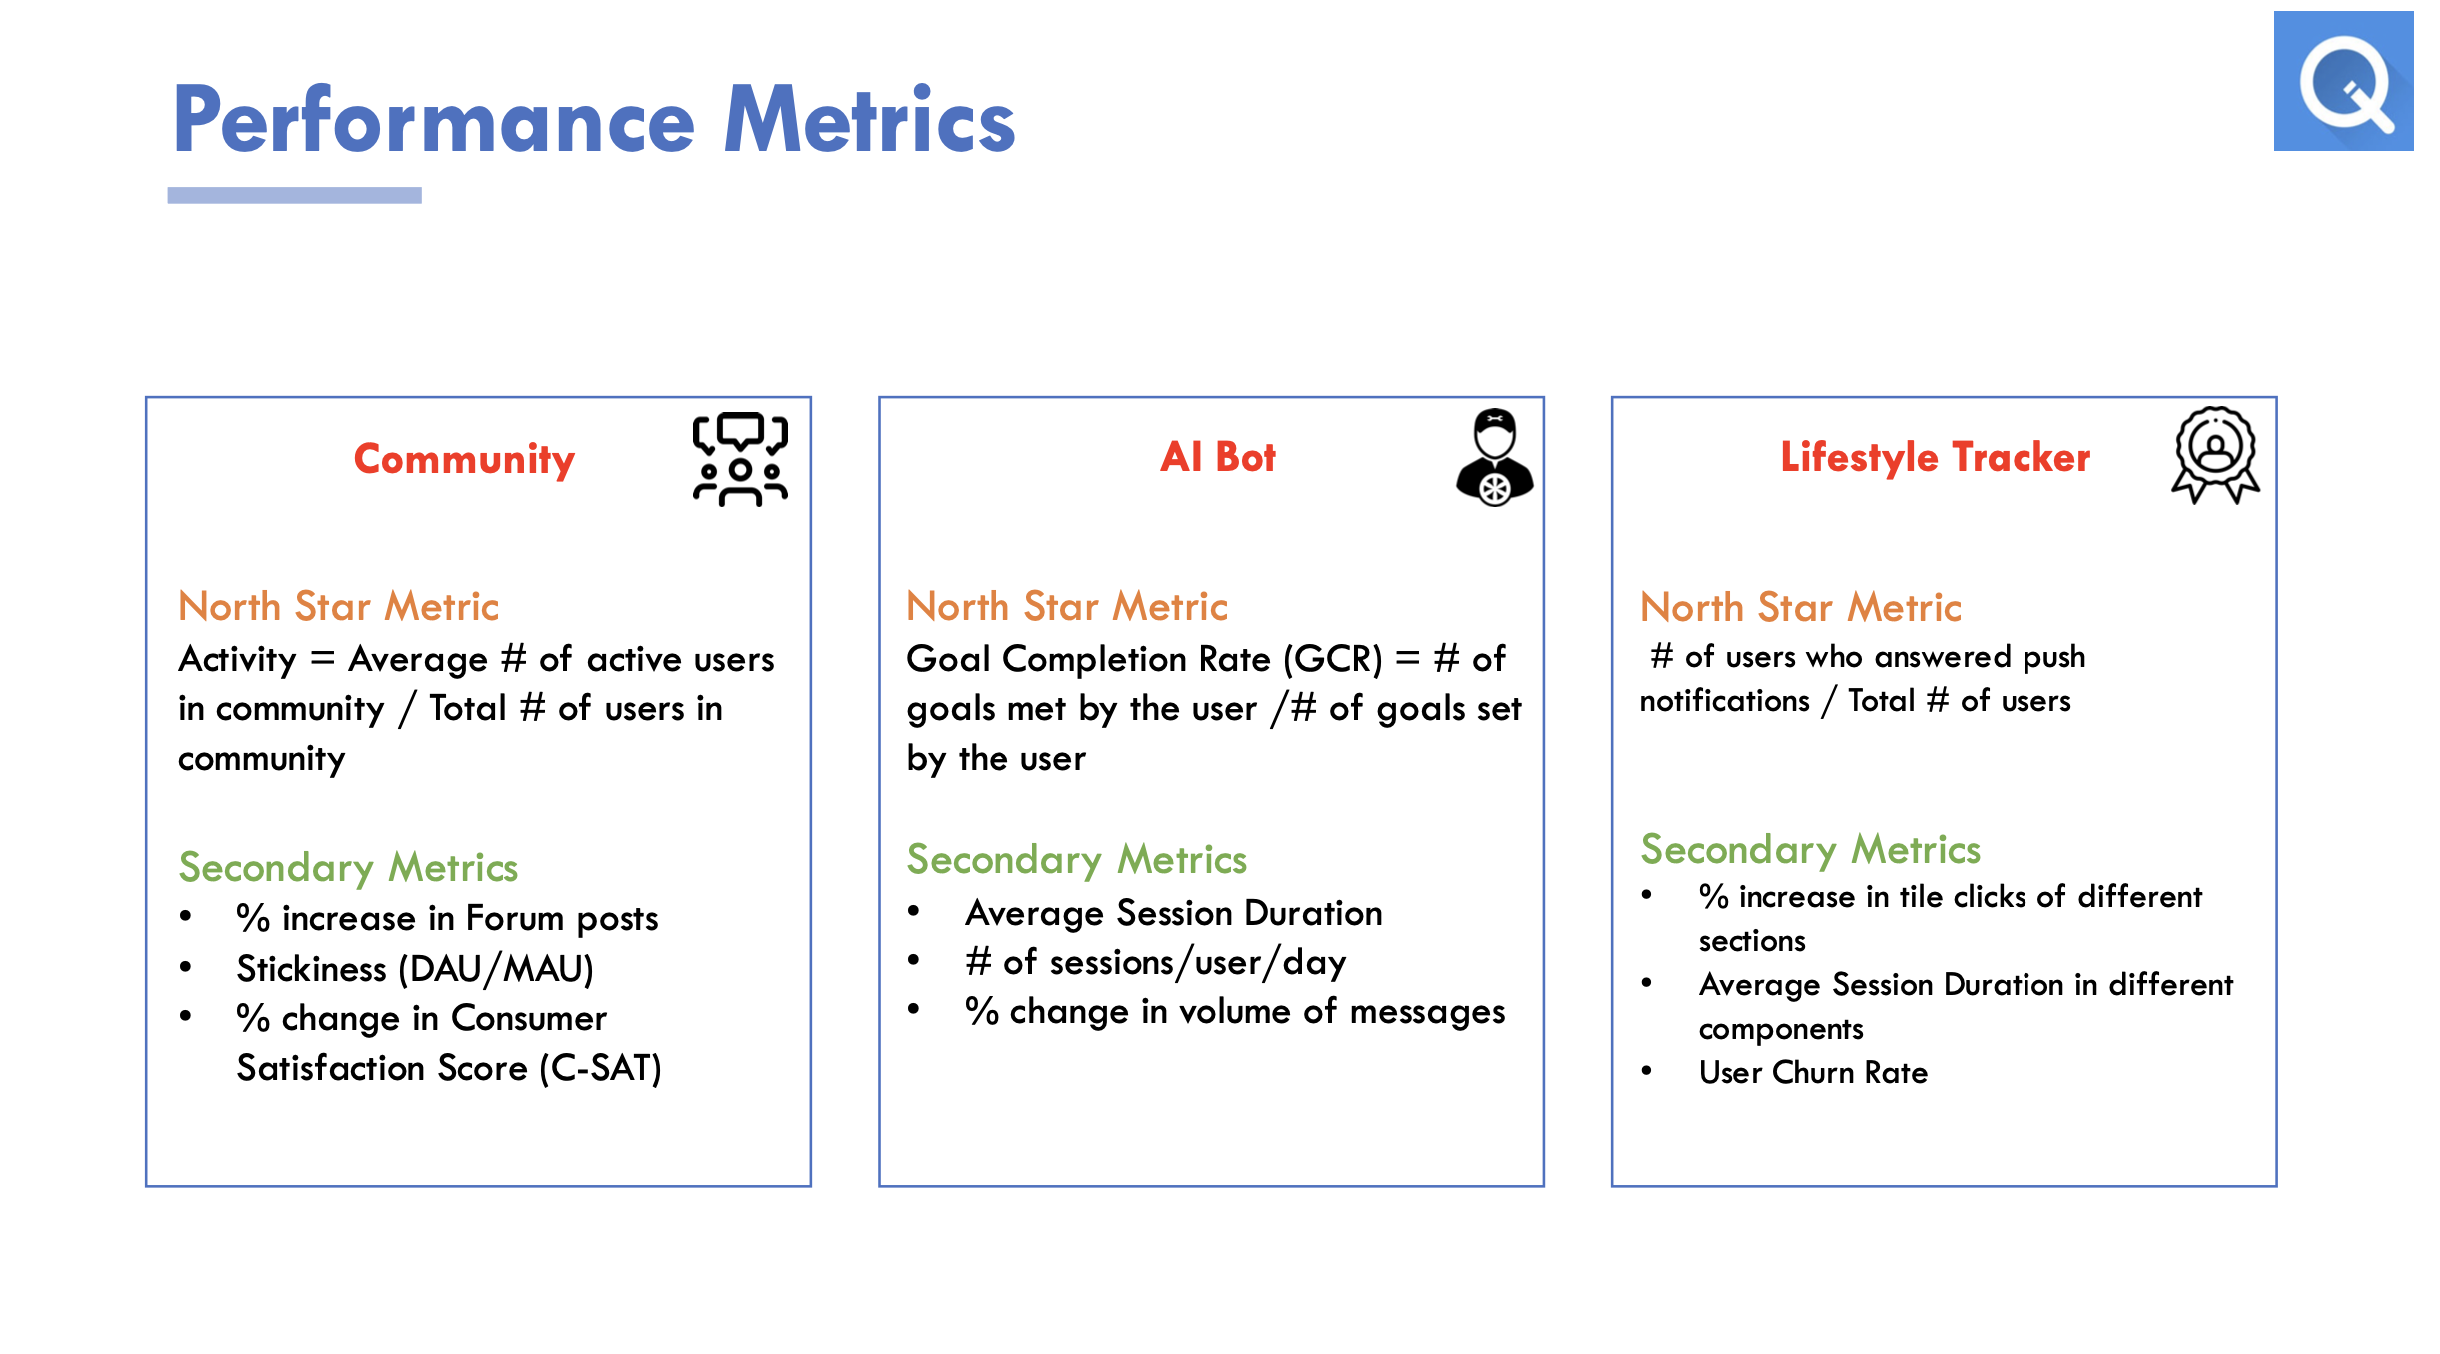 Performance Metrics
Community
North Star Metric
Activity = Average # of active users
in community / Total # of users in
community
Secondary Metrics
• % increase in Forum posts
• Stickiness (DAU/MAU)
• % change in Consumer
Satisfaction Score (C-SAT)
AI Bot
North Star Metric
Goal Completion Rate (GCR) = # of
goals met by the user /# of goals set
by the user
Secondary Metrics
• Average Session Duration
• # of sessions/user/day
• % change in volume of messages
Lifestyle Tracker
North Star Metric
# of users who answered push
notifications / Total # of users
Secondary Metrics
• % increase in tile clicks of different
sections
• Average Session Duration in different
components
• User Churn Rate